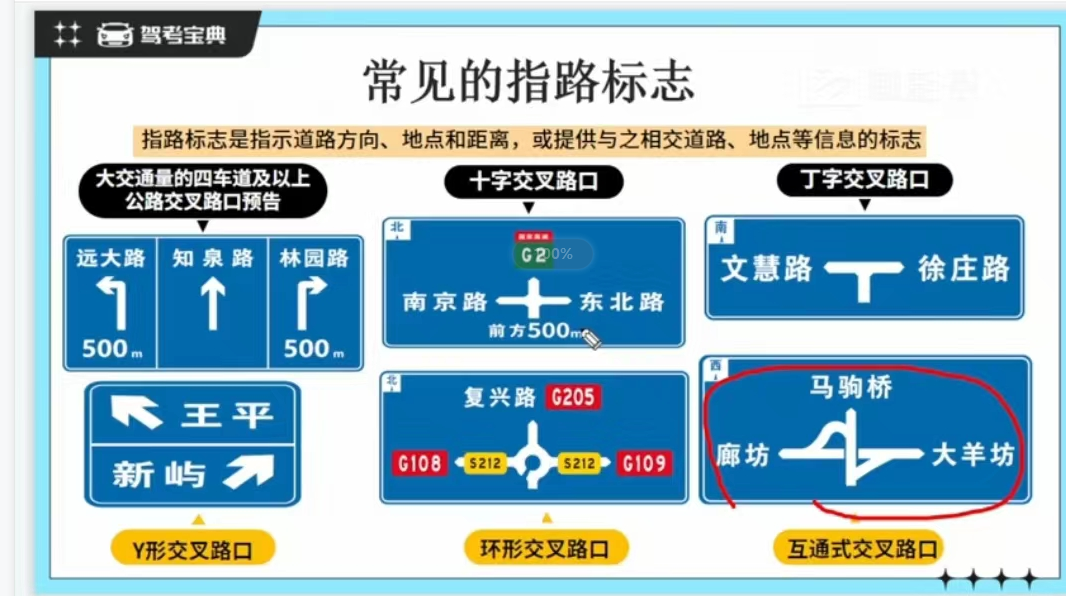 驾考宝典
常见的指路标志
指路标志是指示道路方向、地点和距离，或提供与之相交道路、地点等信息的标志
大交通量的四车道及以上
公路交叉路口预告
十字交叉路口
丁字交叉路口
远大路 知泉路 林园路
500m 500m
北
G2
00%
南京路 东北路
前方500m
南
文慧路 徐庄路
王平
新屿
北
复兴路 G205
G108 S212 S212 G109
西
马驹桥
廊坊 大羊坊
Y形交叉路口
环形交叉路口
互通式交叉路口